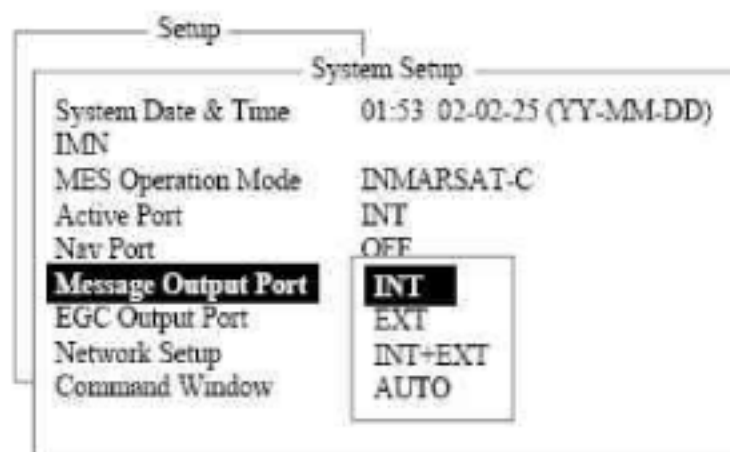 Setup
System Setup
System Date & Time 01:53 02-02-25 (YY-MM-DD)
IMN
MES Operation Mode INMARSAT-C
Active Port INT
Nav Port OFF
Message Output Port INT
EGC Output Port EXT
Network Setup INT+EXT
Command Window AUTO